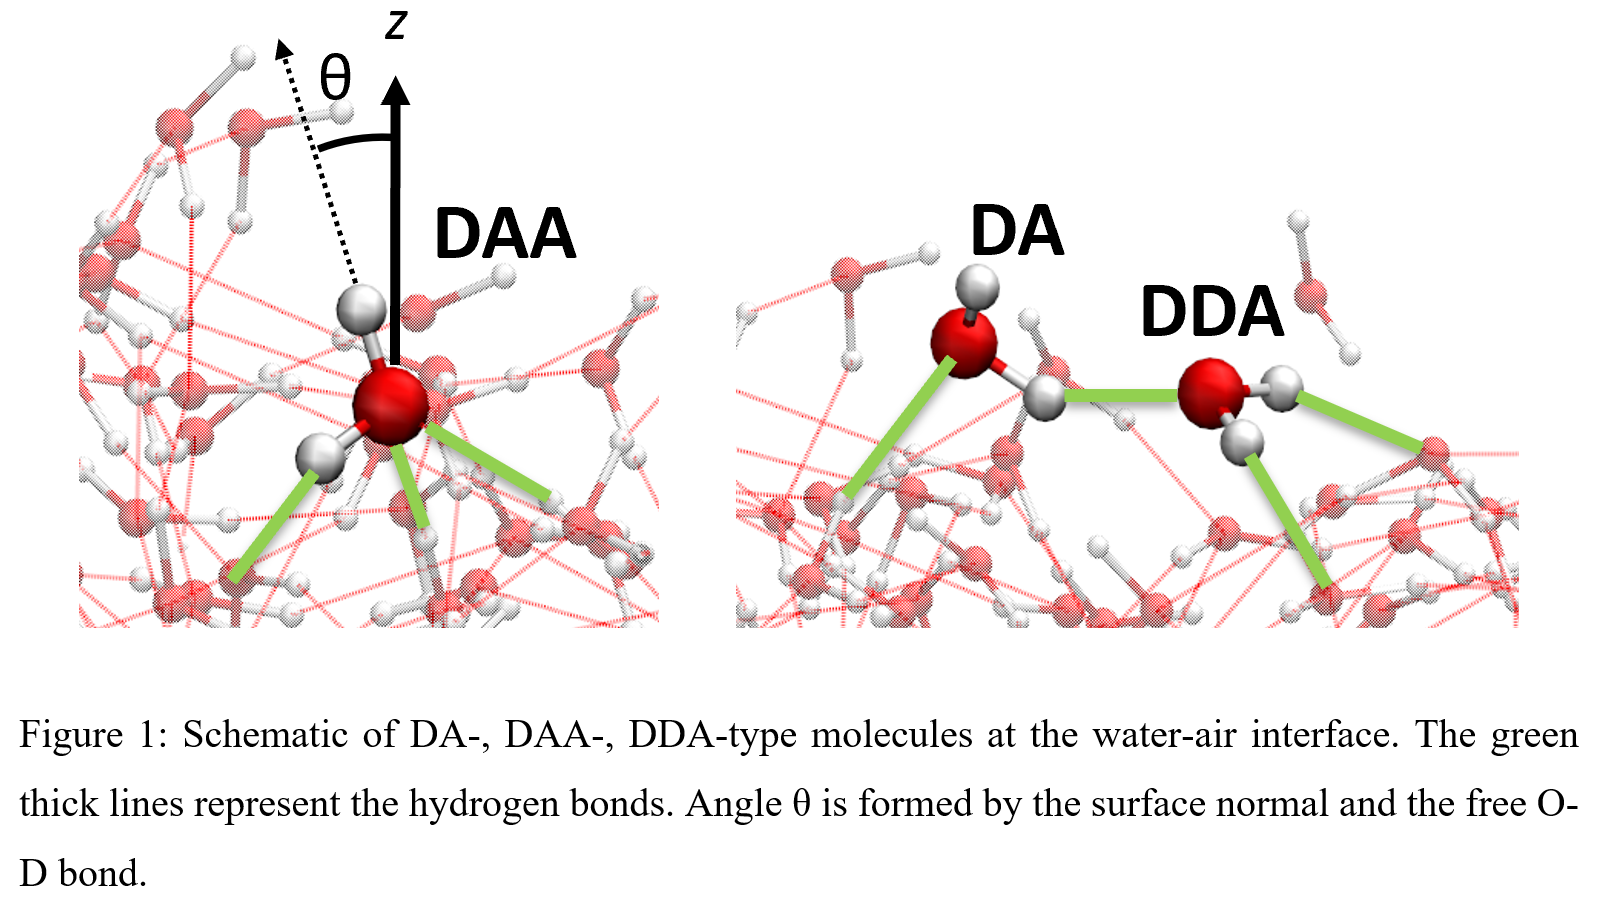 z
θ
DAA
DA
DDA
Figure 1: Schematic of DA-, DAA-, DDA-type molecules at the water-air interface. The green
thick lines represent the hydrogen bonds. Angle θ is formed by the surface normal and the free O-
D bond.